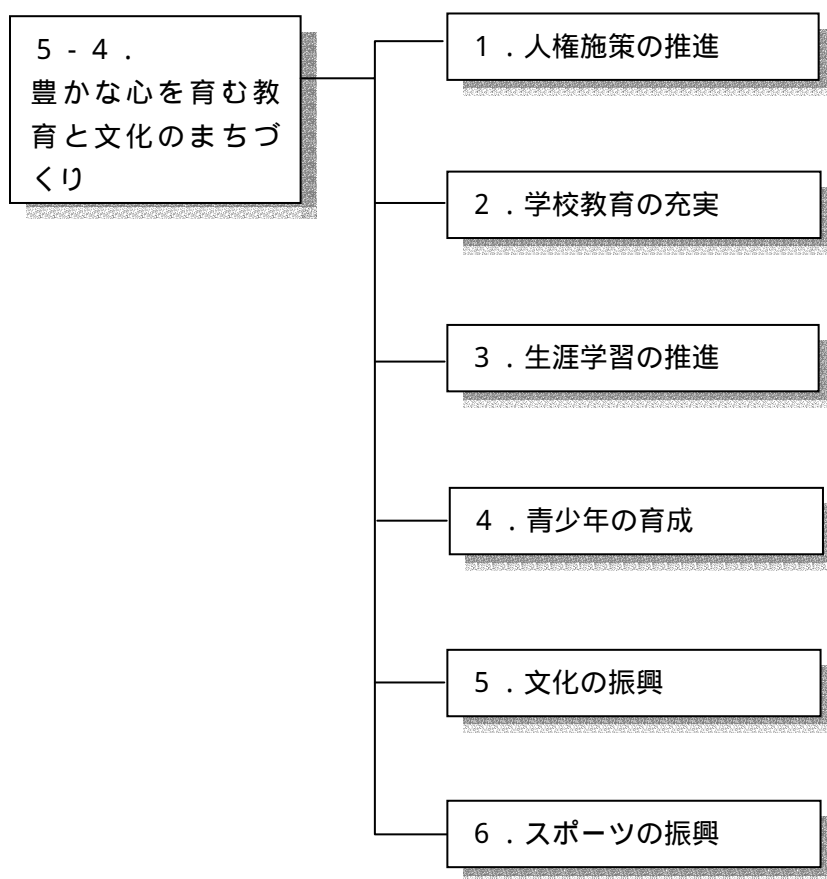 ５-４.
豊かな心を育む教
育と文化のまちづ
くり
１.人権施策の推進
２.学校教育の充実
３.生涯学習の推進
４.青少年の育成
５.文化の振興
６.スポーツの振興